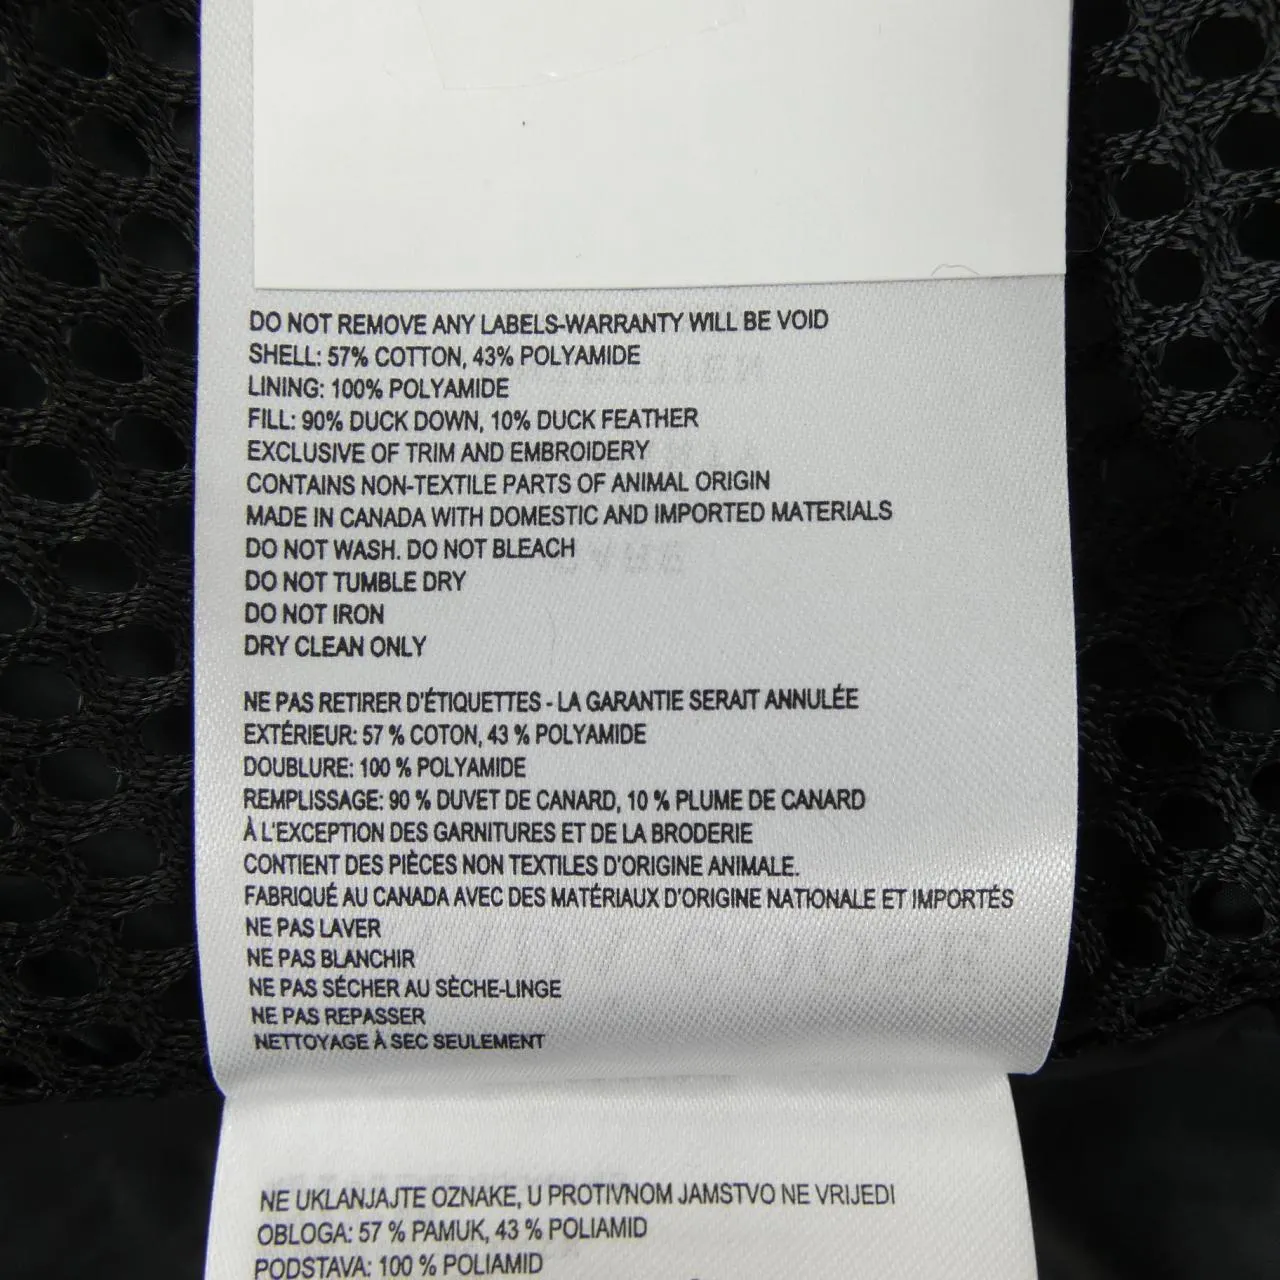 DO NOT REMOVE ANY LABELS-WARRANTY WILL BE VOID
SHELL: 57% COTTON, 43% POLYAMIDE
LINING: 100% POLYAMIDE
FILL: 90% DUCK DOWN, 10% DUCK FEATHER
EXCLUSIVE OF TRIM AND EMBROIDERY
CONTAINS NON-TEXTILE PARTS OF ANIMAL ORIGIN
MADE IN CANADA WITH DOMESTIC AND IMPORTED MATERIALS
DO NOT WASH. DO NOT BLEACH
DO NOT TUMBLE DRY
DO NOT IRON
DRY CLEAN ONLY
NE PAS RETIRER D'ÉTIQUETTES - LA GARANTIE SERAIT ANNULÉE
EXTÉRIEUR: 57 % COTON, 43 % POLYAMIDE
DOUBLURE: 100 % POLYAMIDE
REMPLISSAGE: 90 % DUVET DE CANARD, 10 % PLUME DE CANARD
À L'EXCEPTION DES GARNITURES ET DE LA BRODERIE
CONTIENT DES PIÈCES NON TEXTILES D'ORIGINE ANIMALE.
FABRIQUÉ AU CANADA AVEC DES MATÉRIAUX D'ORIGINE NATIONALE ET IMPORTÉS
NE PAS LAVER
NE PAS BLANCHIR
NE PAS SÉCHER AU SÈCHE-LINGE
NE PAS REPASSER
NETTOYAGE À SEC SEULEMENT
NE UKLANJAJTE OZNAKE, U PROTIVNOM JAMSTVO NE VRIJEDI
OBLOGA: 57 % PAMUK, 43 % POLIAMID
PODSTAVA: 100 % POLIAMID